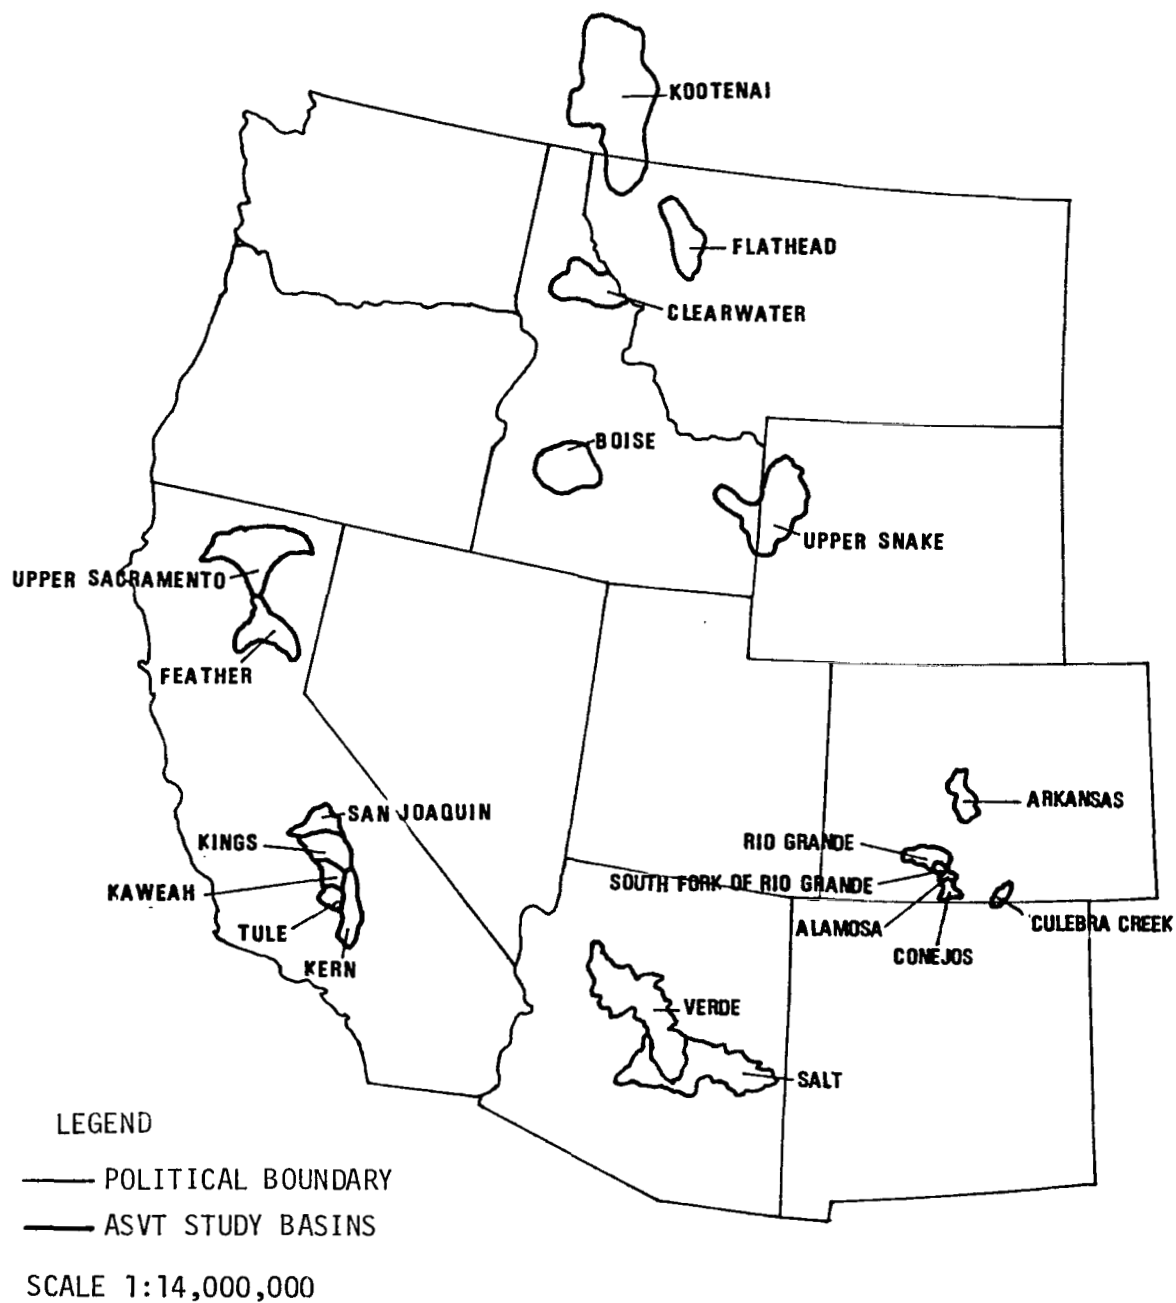 KOOTENAI
FLATHEAD
CLEARWATER
BOISE
UPPER SNAKE
UPPER SACRAMENTO
FEATHER
SAN JOAQUIN
KINGS
KAWEAH
TULE
KERN
ARKANSAS
RIO GRANDE
SOUTH FORK OF RIO GRANDE
ALAMOSA
CONEJOS
CULEBRA CREEK
VERDE
SALT
LEGEND
POLITICAL BOUNDARY
ASVT STUDY BASINS
SCALE 1:14,000,000